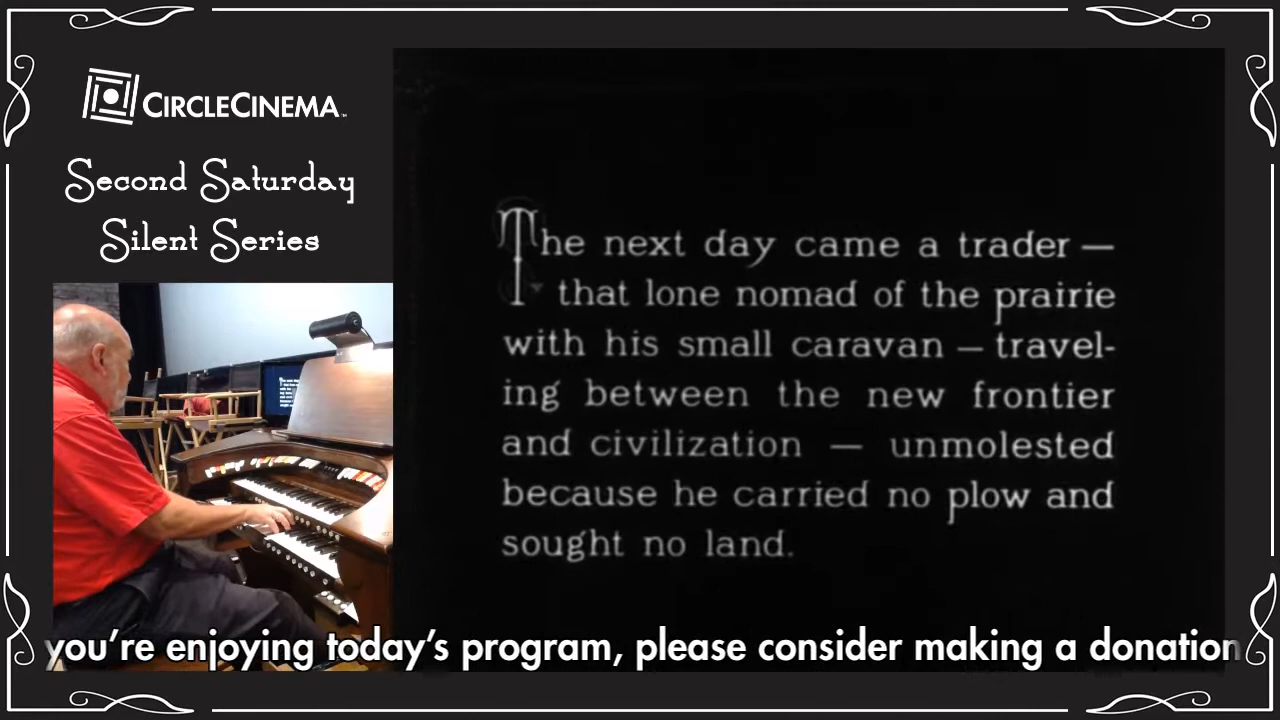 CIRCLECINEMA™
Second Saturday
Silent Series
The next day came a trader —
that lone nomad of the prairie
with his small caravan — travel-
ing between the new frontier
and civilization — unmolested
because he carried no plow and
sought no land.
you're enjoying today's program, please consider making a donation